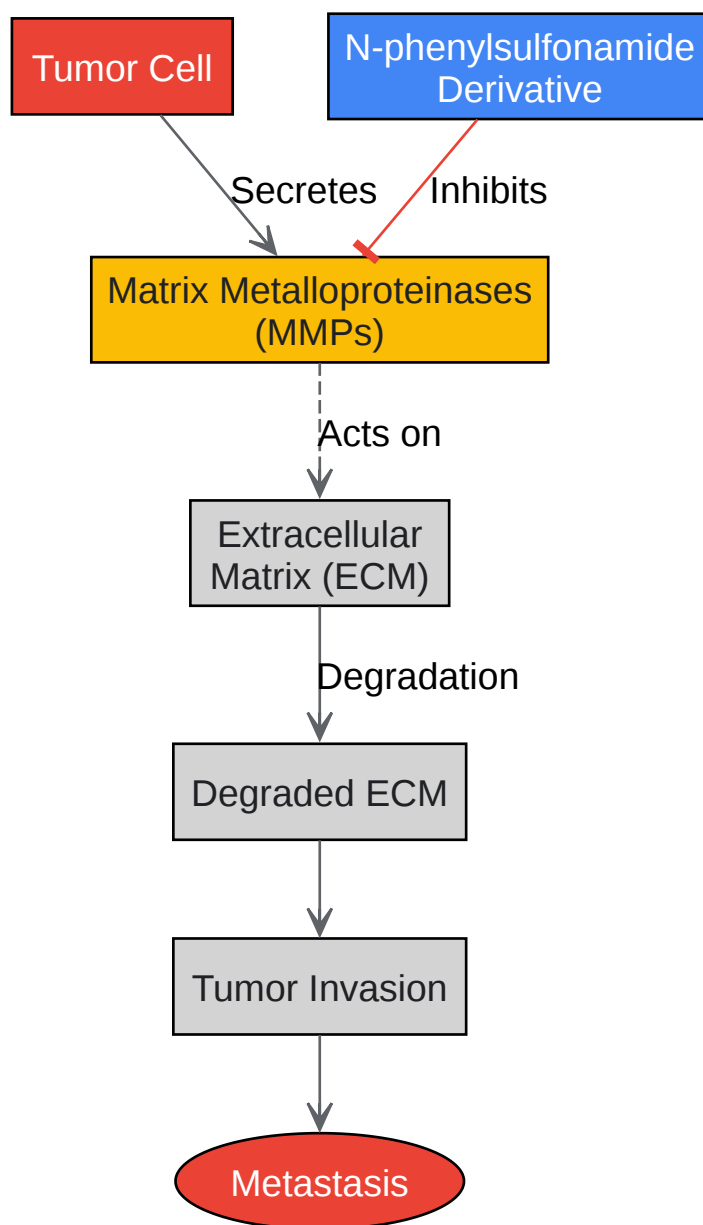 Tumor Cell
N-phenylsulfonamide
Derivative
Secretes
Inhibits
Matrix Metalloproteinases
(MMPs)
Acts on
Extracellular
Matrix (ECM)
Degradation
Degraded ECM
Tumor Invasion
Metastasis